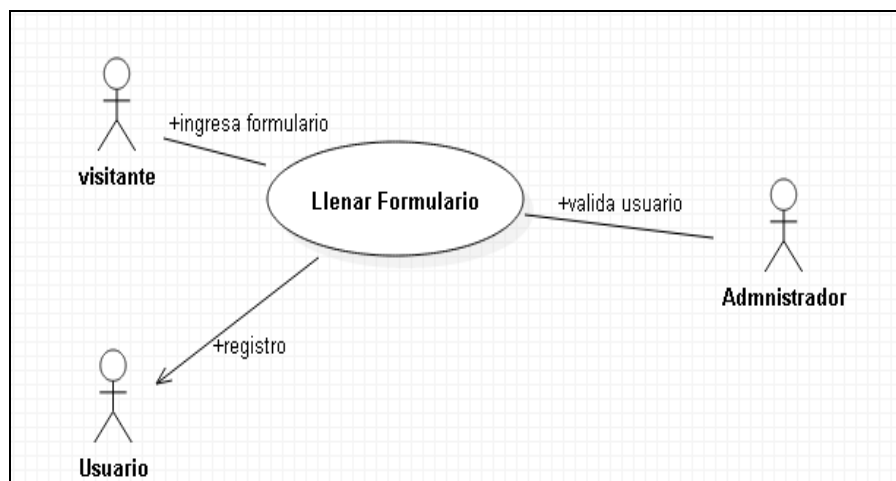 +ingresa formulario
visitante
Llenar Formulario
+valida usuario
Admnistrador
+registro
Usuario